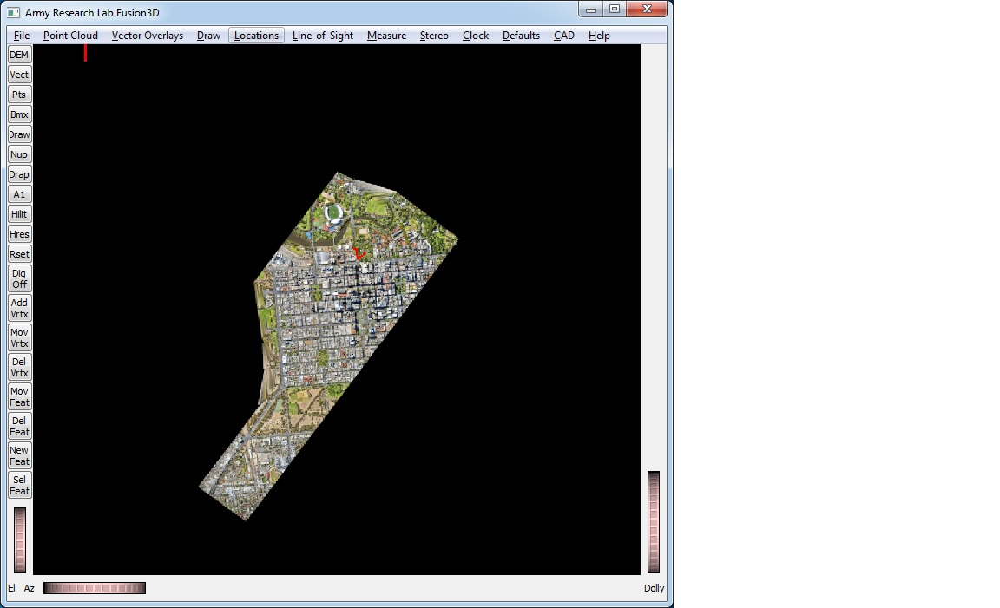 Army Research Lab Fusion3D
File Point Cloud Vector Overlays Draw Locations Line-of-Sight Measure Stereo Clock Defaults CAD Help
DEM
Vect
Pts
Bmx
Draw
Nup
Drap
A1
Hilit
Hres
Rset
Dig
Off
Add
Vrtx
Mov
Vrtx
Del
Vrtx
Mov
Feat
Del
Feat
New
Feat
Sel
Feat
El Az Dolly